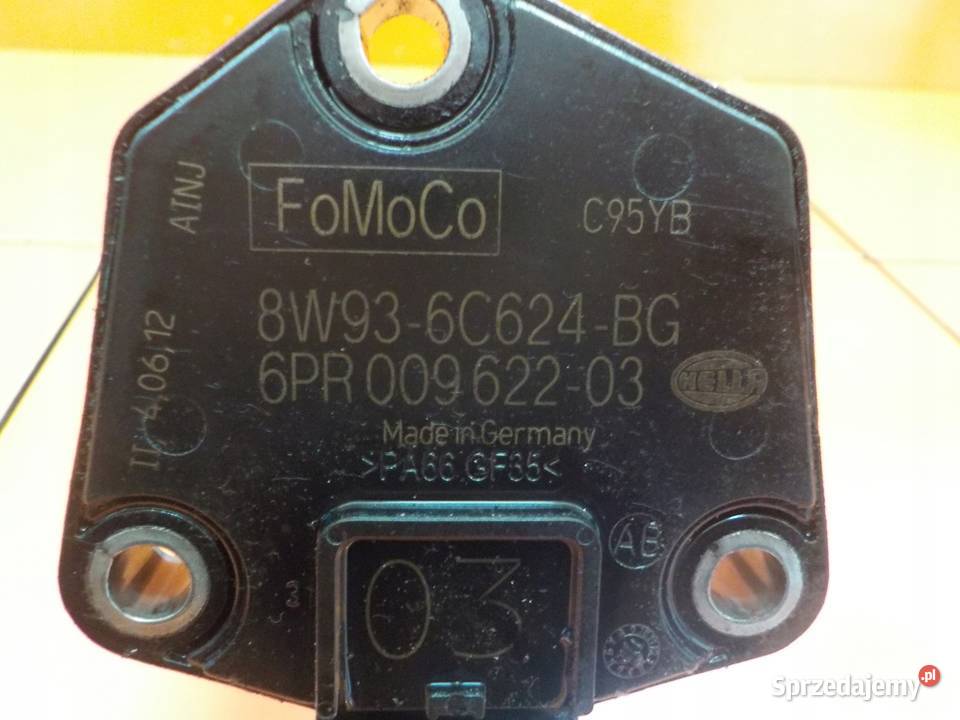 FoMoCo
C95YB
AINJ
8W93-6C624-BG
6PR 009 622-03
HELLA
Made in Germany
>PA66 GF35<
AB
03
3
Sprzedajemy.pl